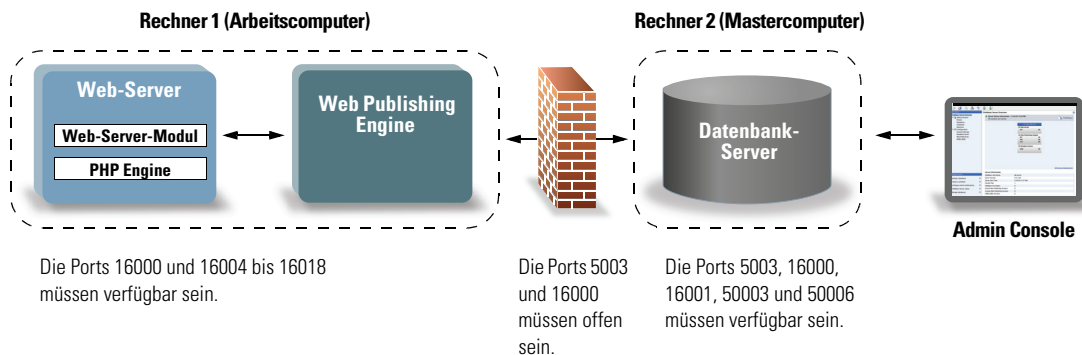 Rechner 1 (Arbeitscomputer)
Rechner 2 (Mastercomputer)
Web-Server
Web-Server-Modul
PHP Engine
Web Publishing
Engine
Datenbank-
Server
Admin Console
Die Ports 16000 und 16004 bis 16018
müssen verfügbar sein.
Die Ports 5003
und 16000
müssen offen
sein.
Die Ports 5003, 16000,
16001, 50003 und 50006
müssen verfügbar sein.